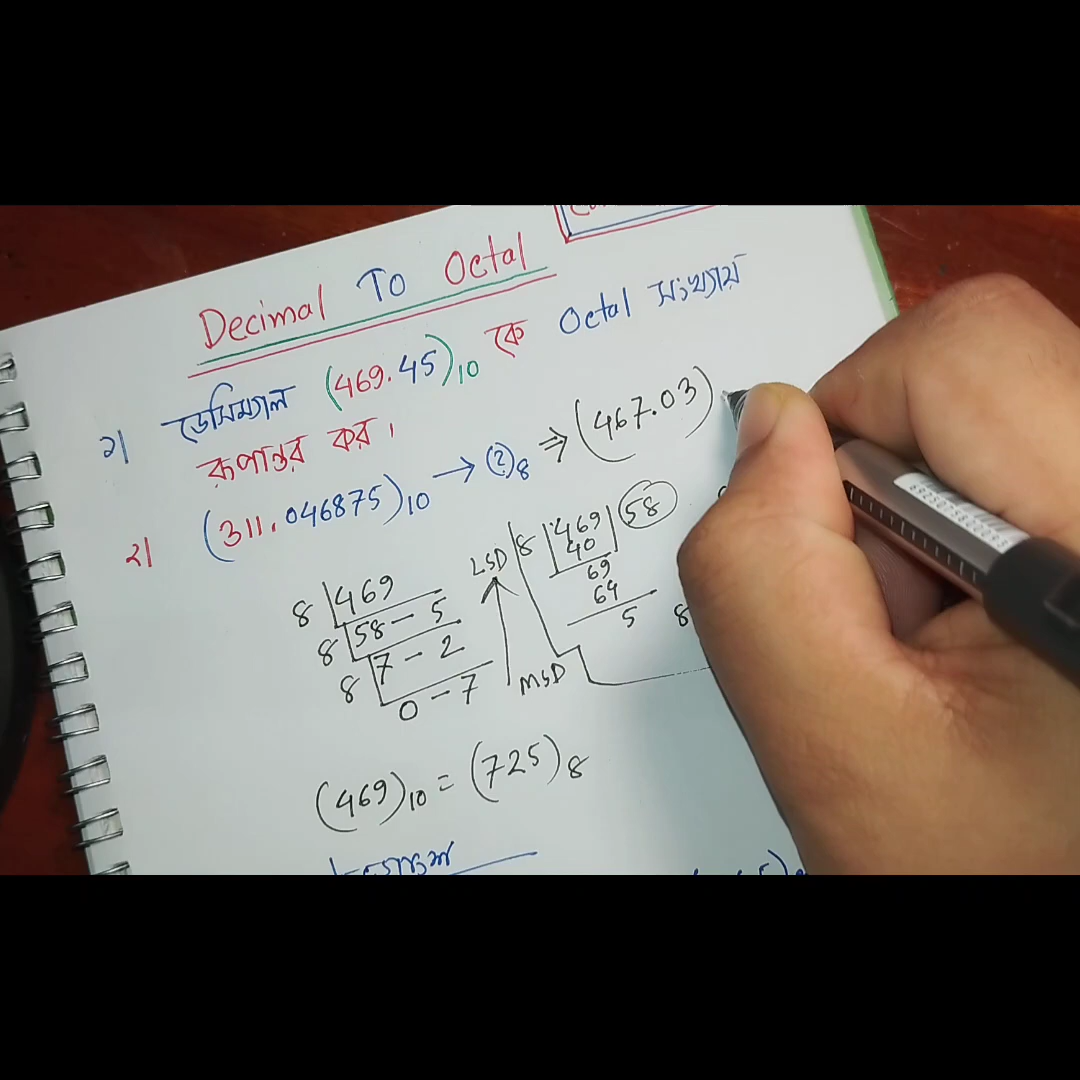 Decimal To Octal
১। ডেসিম্যাল (469.45)10 কে Octal সংখ্যায়
রূপান্তর কর।
২। (311.046875)10 → (?)8 ⇒ (467.03)
8 469
8 58 - 5
8 7 - 2
0 - 7
LSD
MSD
8 469 58
40
69
64
5
8
(469)10 = (725)8